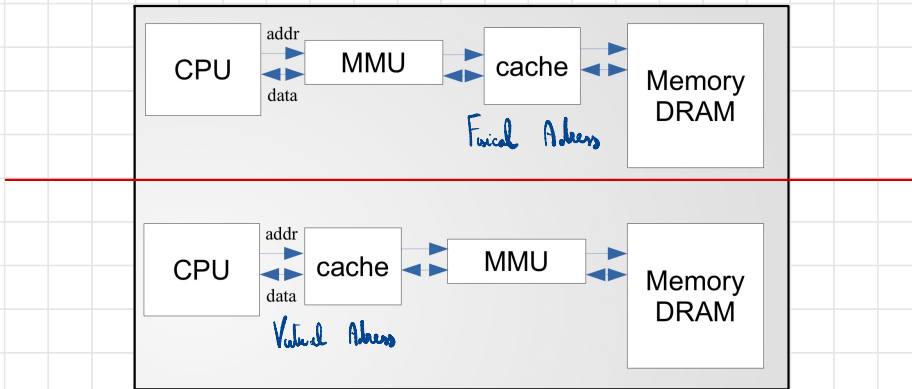 addr
CPU
MMU
cache
data
Memory
DRAM
Fisical Adress
addr
CPU
cache
MMU
data
Memory
DRAM
Virtual Adress